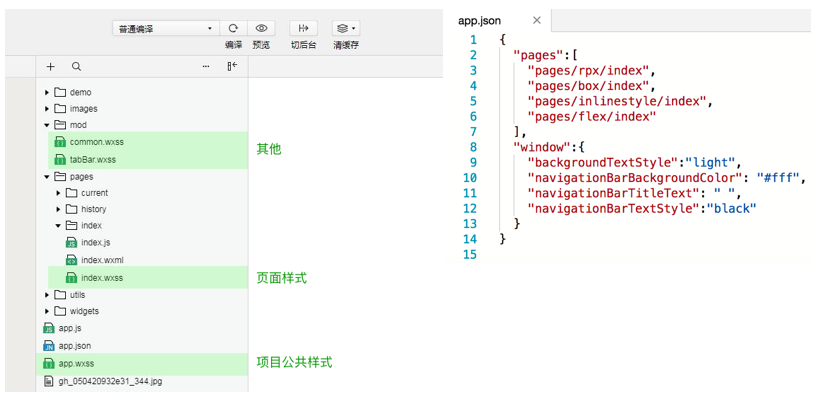 普通编译
编译 预览 切后台 清缓存
demo
images
mod
common.wxss
tabBar.wxss
其他
pages
current
history
index
index.js
index.wxml
index.wxss
页面样式
utils
widgets
app.js
app.json
app.wxss
项目公共样式
gh_050420932e31_344.jpg
app.json
1 {
2 "pages":[
3 "pages/rpx/index",
4 "pages/box/index",
5 "pages/inlinestyle/index",
6 "pages/flex/index"
7 ],
8 "window":{
9 "backgroundTextStyle":"light",
10 "navigationBarBackgroundColor": "#fff",
11 "navigationBarTitleText": " ",
12 "navigationBarTextStyle":"black"
13 }
14 }
15